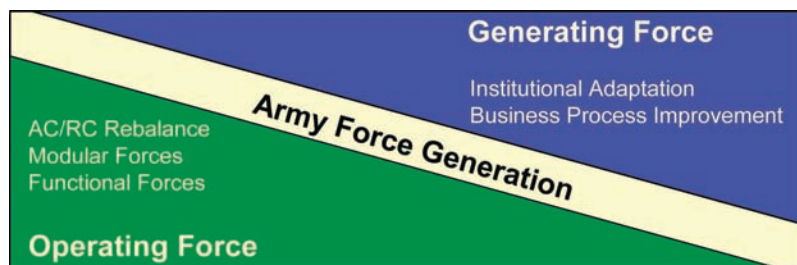 Generating Force
Institutional Adaptation
Business Process Improvement
Army Force Generation
AC/RC Rebalance
Modular Forces
Functional Forces
Operating Force